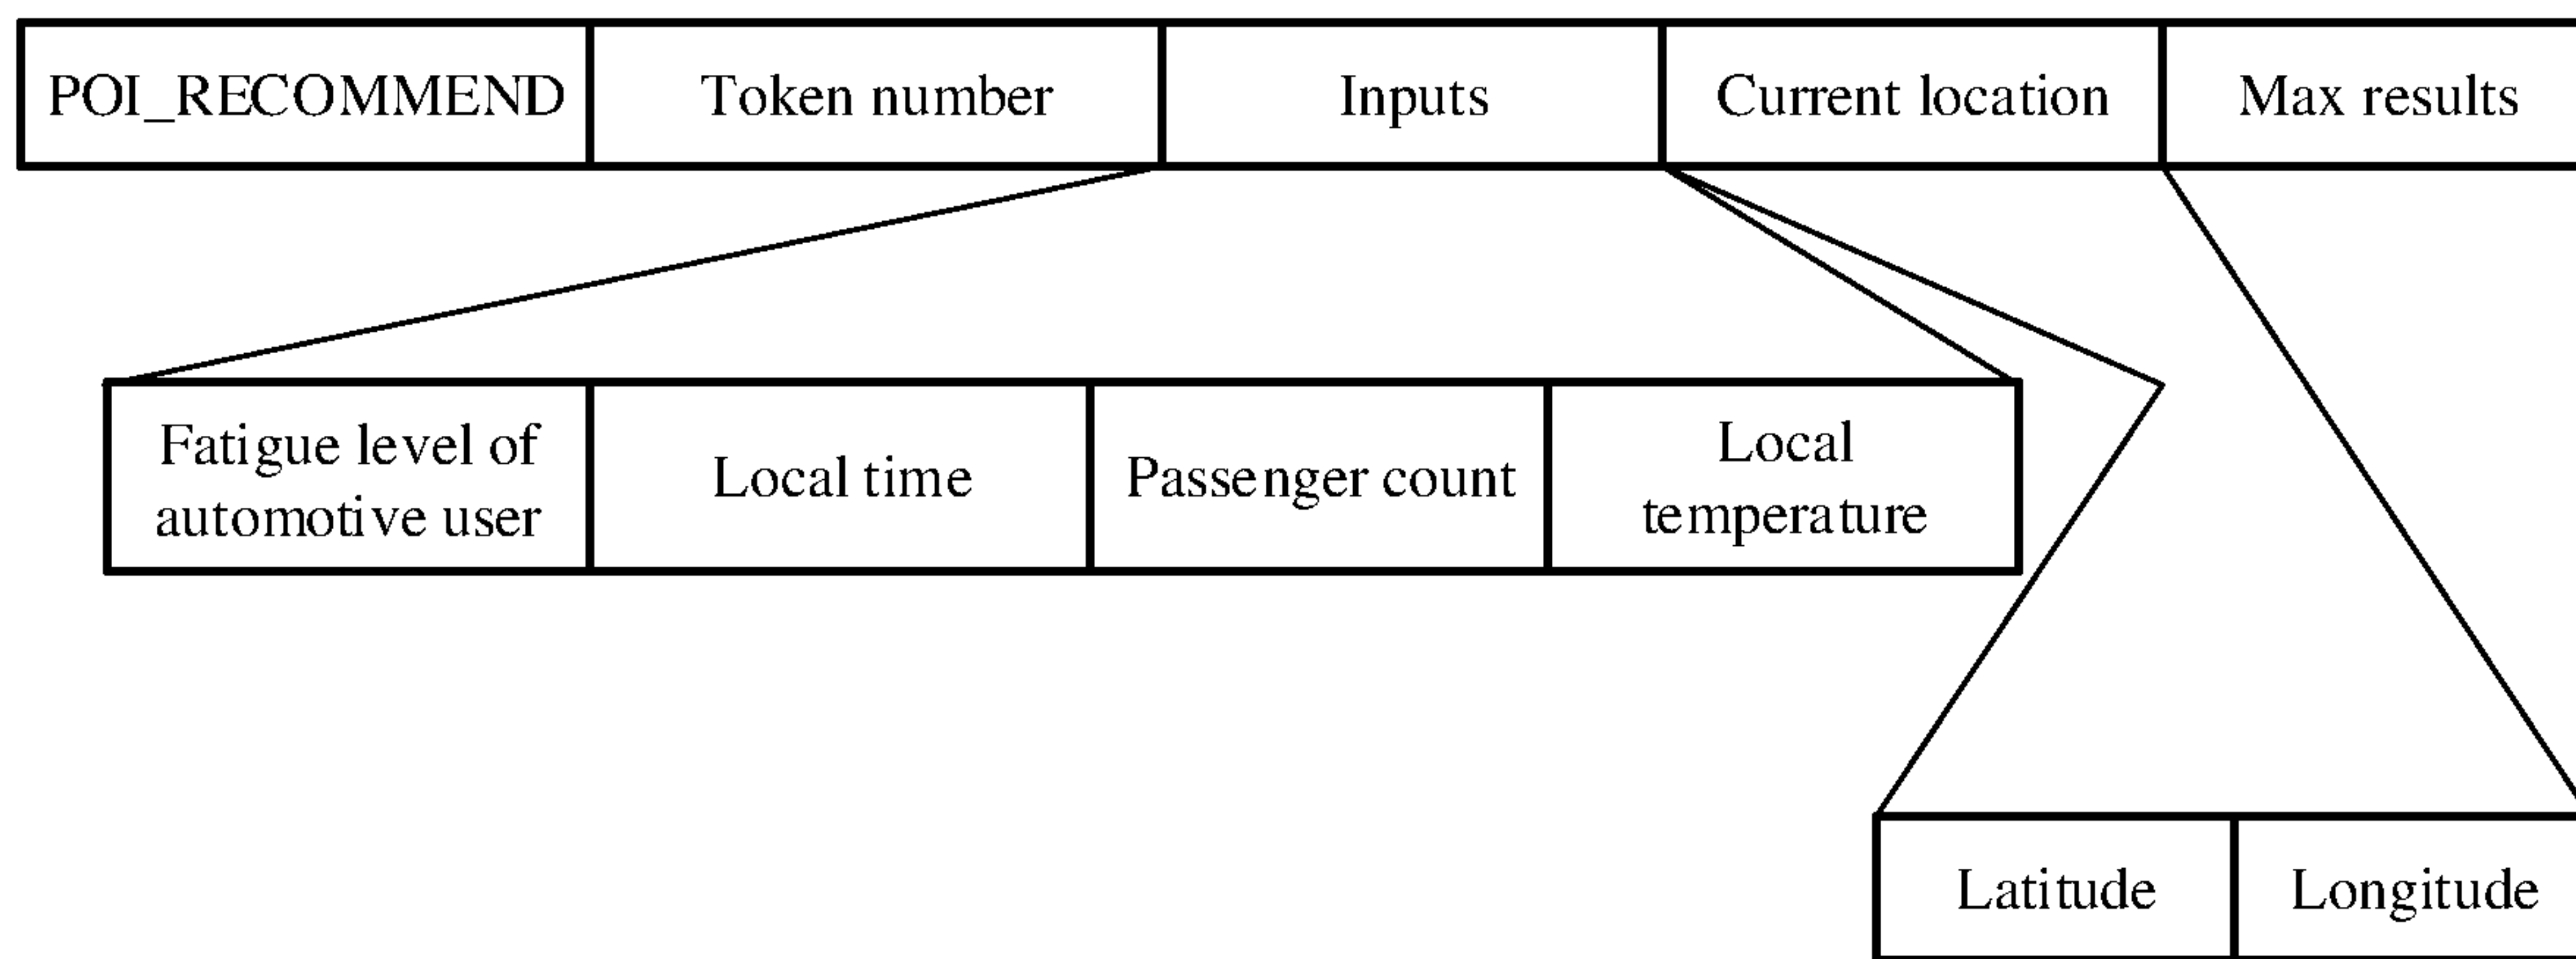 POI_RECOMMEND
Token number
Inputs
Current location
Max results
Fatigue level of
automotive user
Local time
Passenger count
Local
temperature
Latitude
Longitude